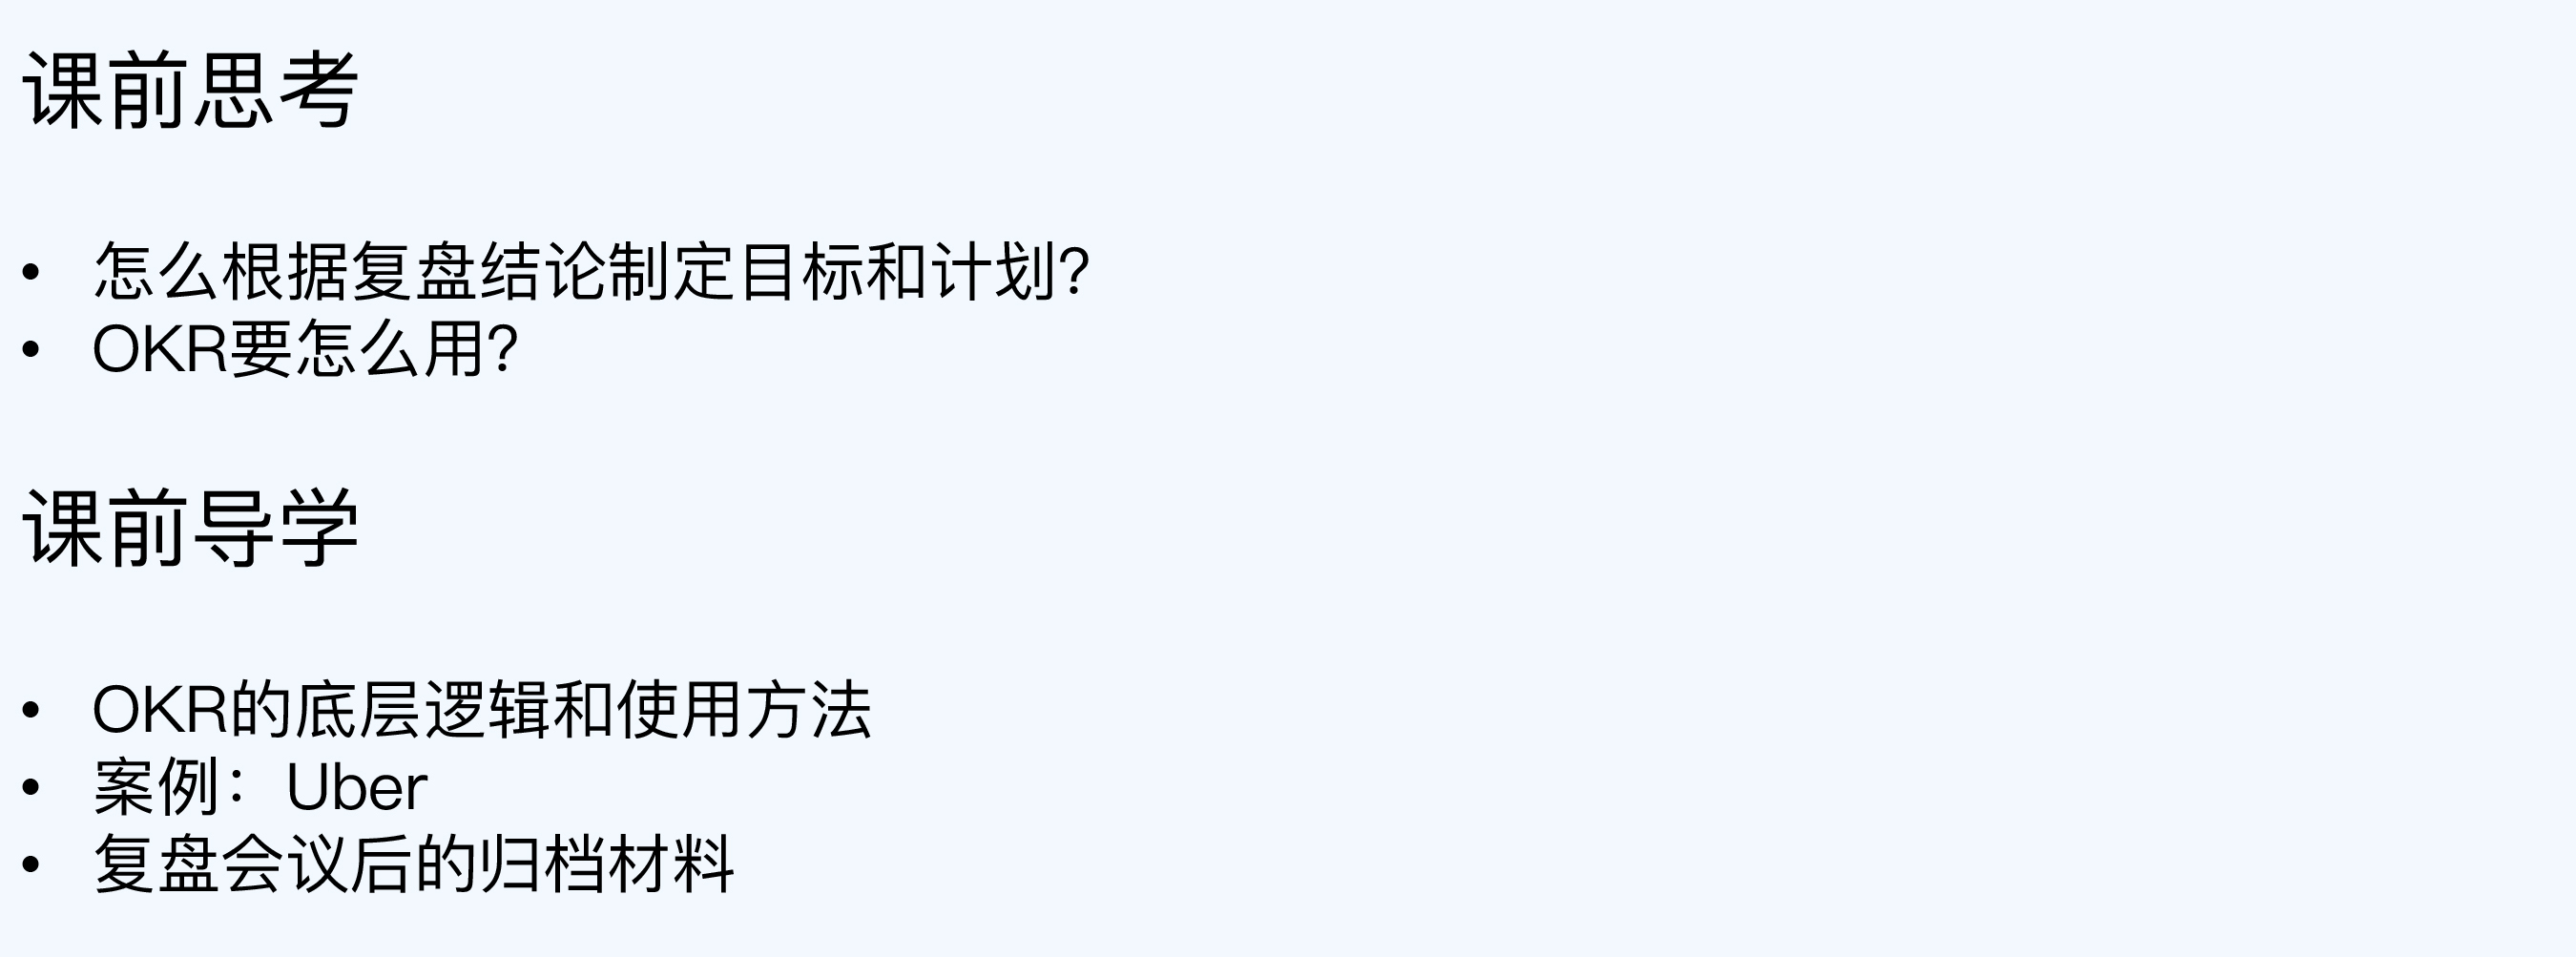 课前思考
• 怎么根据复盘结论制定目标和计划?
• OKR要怎么用?
课前导学
• OKR的底层逻辑和使用方法
• 案例：Uber
• 复盘会议后的归档材料